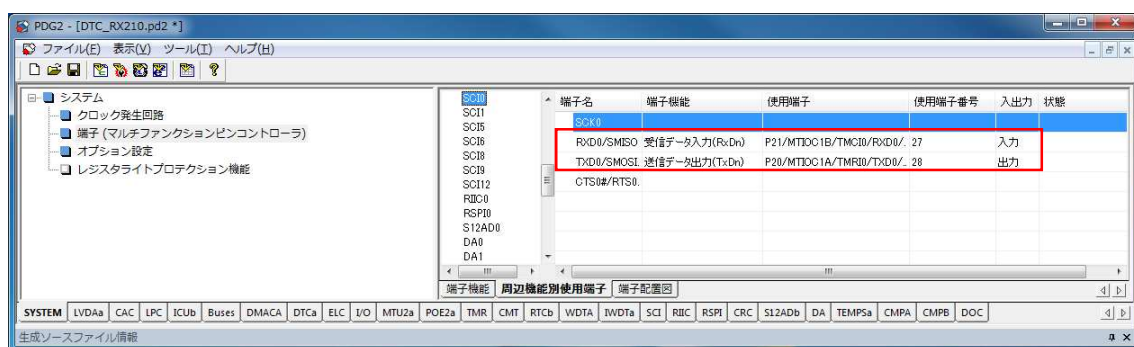 PDG2 - [DTC_RX210.pd2 *]
ファイル(F) 表示(V) ツール(T) ヘルプ(H)
システム
クロック発生回路
端子 (マルチファンクションピンコントローラ)
オプション設定
レジスタライトプロテクション機能
SCI0
SCI1
SCI5
SCI6
SCI8
SCI9
SCI12
RIIC0
RSPI0
S12AD0
DA0
DA1
端子名 端子機能 使用端子 使用端子番号 入出力 状態
SCK0
RXD0/SMISO 受信データ入力(RxDn) P21/MTIOC1B/TMCI0/RXD0/. 27 入力
TXD0/SMOSI. 送信データ出力(TxDn) P20/MTIOC1A/TMRI0/TXD0/. 28 出力
CTS0#/RTS0.
端子機能 周辺機能別使用端子 端子配置図
SYSTEM LVDAa CAC LPC ICUb Buses DMACA DTCa ELC I/O MTU2a POE2a TMR CMT RTCb WDTA IWDTa SCI RIIC RSPI CRC S12ADb DA TEMPSa CMPA CMPB DOC
生成ソースファイル情報